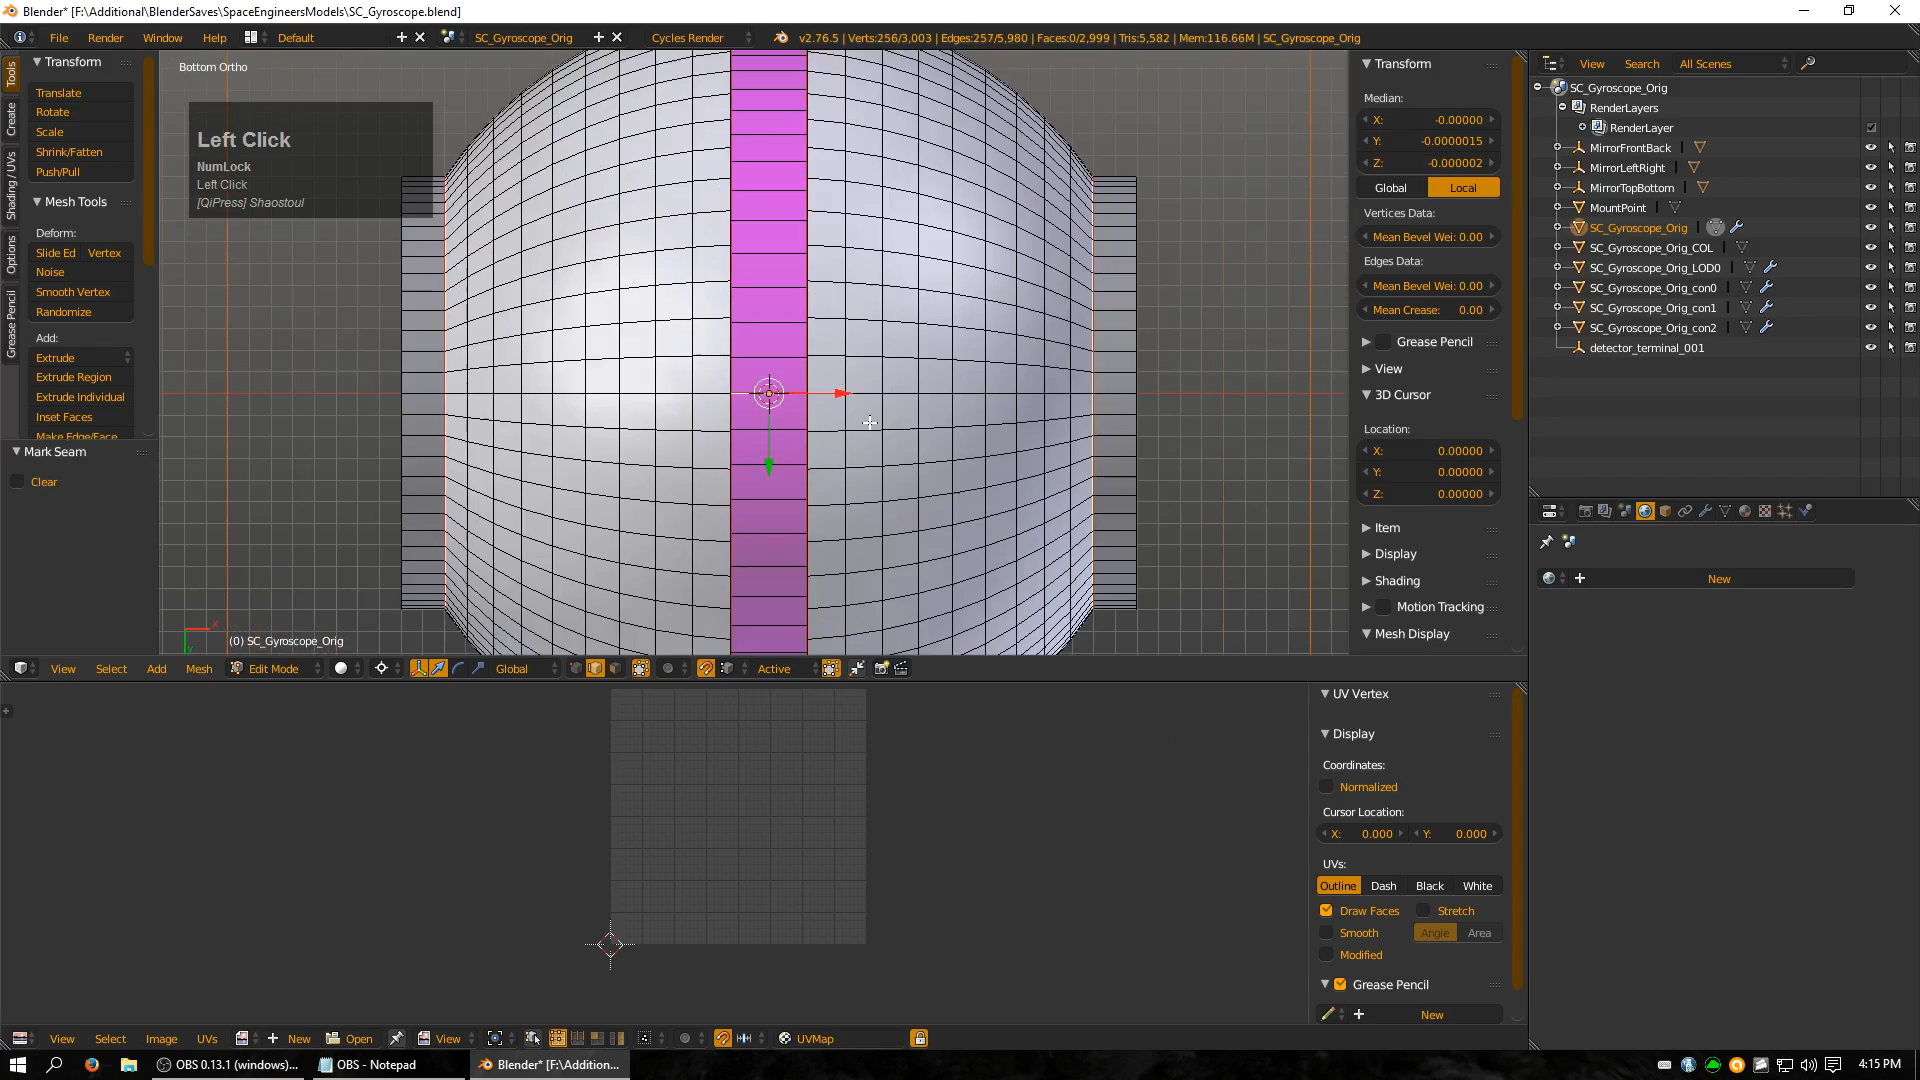 Blender* [F:\Additional\BlenderSaves\SpaceEngineersModels\SC_Gyroscope.blend]
File Render Window Help Default SC_Gyroscope_Orig Cycles Render v2.76.5 | Verts:256/3,003 | Edges:257/5,980 | Faces:0/2,999 | Tris:5,582 | Mem:116.66M | SC_Gyroscope_Orig
Tools
Create
Shading / UVs
Options
Grease Pencil
Transform
Translate
Rotate
Scale
Shrink/Fatten
Push/Pull
Mesh Tools
Deform:
Slide Ed Vertex
Noise
Smooth Vertex
Randomize
Add:
Extrude
Extrude Region
Extrude Individual
Inset Faces
Make Edge/Face
Mark Seam
Clear
Bottom Ortho
Left Click
NumLock
Left Click
[QiPress] Shaostoul
x
y
(0) SC_Gyroscope_Orig
View Select Add Mesh Edit Mode Global Active
Transform
Median:
X: -0.00000
Y: -0.0000015
Z: -0.000002
Global Local
Vertices Data:
Mean Bevel Wei: 0.00
Edges Data:
Mean Bevel Wei: 0.00
Mean Crease: 0.00
Grease Pencil
View
3D Cursor
Location:
X: 0.00000
Y: 0.00000
Z: 0.00000
Item
Display
Shading
Motion Tracking
Mesh Display
View Search All Scenes
SC_Gyroscope_Orig
RenderLayers
RenderLayer
MirrorFrontBack
MirrorLeftRight
MirrorTopBottom
MountPoint
SC_Gyroscope_Orig
SC_Gyroscope_Orig_COL
SC_Gyroscope_Orig_LOD0
SC_Gyroscope_Orig_con0
SC_Gyroscope_Orig_con1
SC_Gyroscope_Orig_con2
detector_terminal_001
New
UV Vertex
Display
Coordinates:
Normalized
Cursor Location:
X: 0.000 Y: 0.000
UVs:
Outline Dash Black White
Draw Faces Stretch
Smooth Angle Area
Modified
Grease Pencil
New
View Select Image UVs New Open View UVMap
OBS 0.13.1 (windows)... OBS - Notepad Blender* [F:\Addition... 4:15 PM